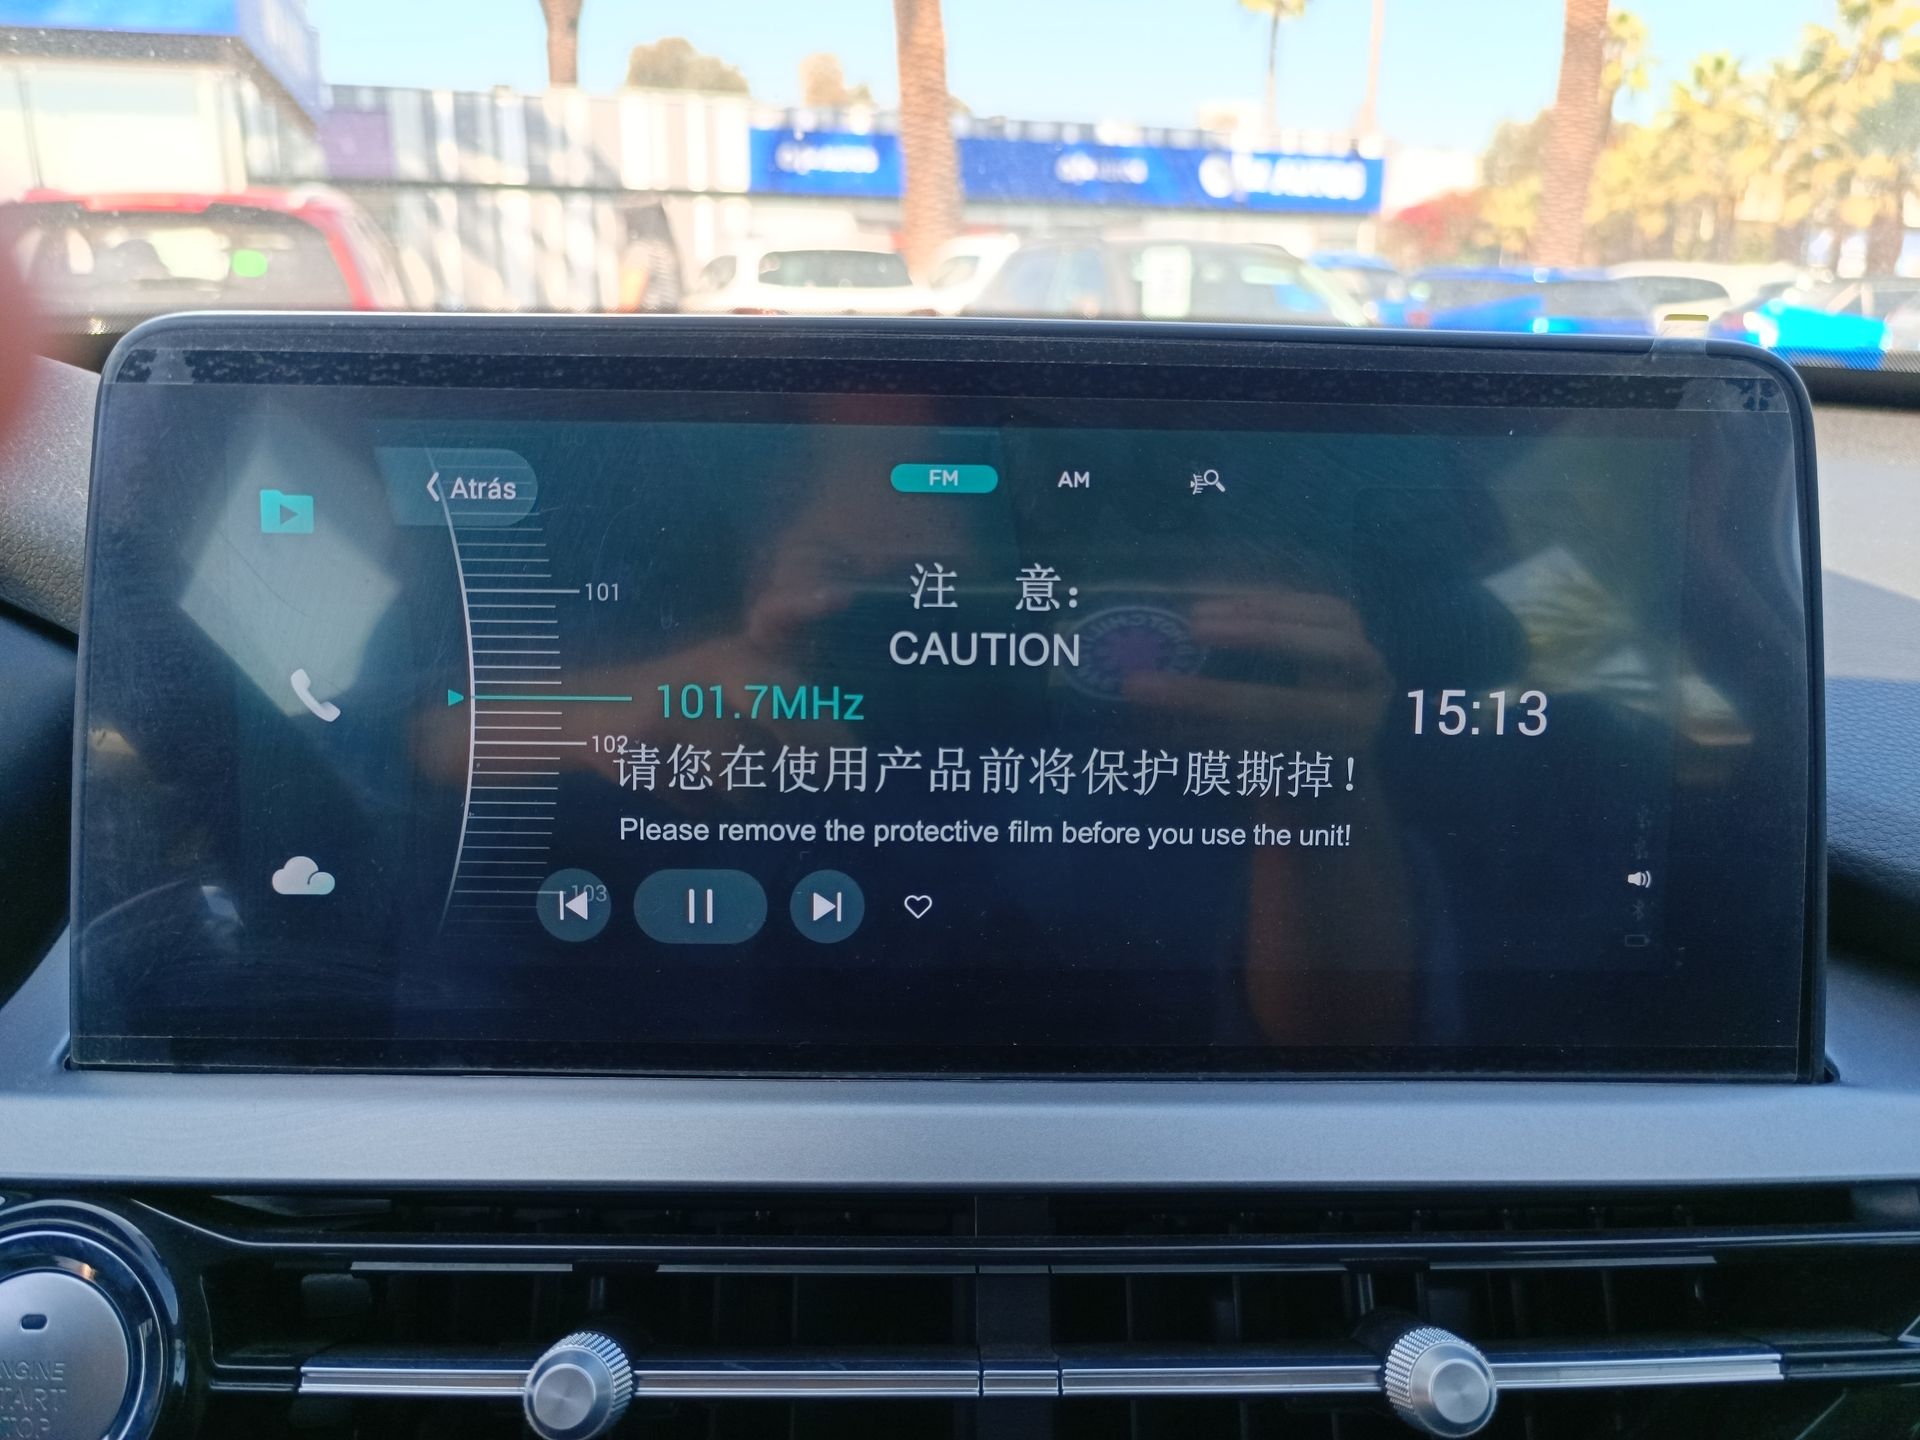 Atrás
FM
AM
注 意：
101
CAUTION
101.7MHz
15:13
102
请您在使用产品前将保护膜撕掉！
Please remove the protective film before you use the unit!
103